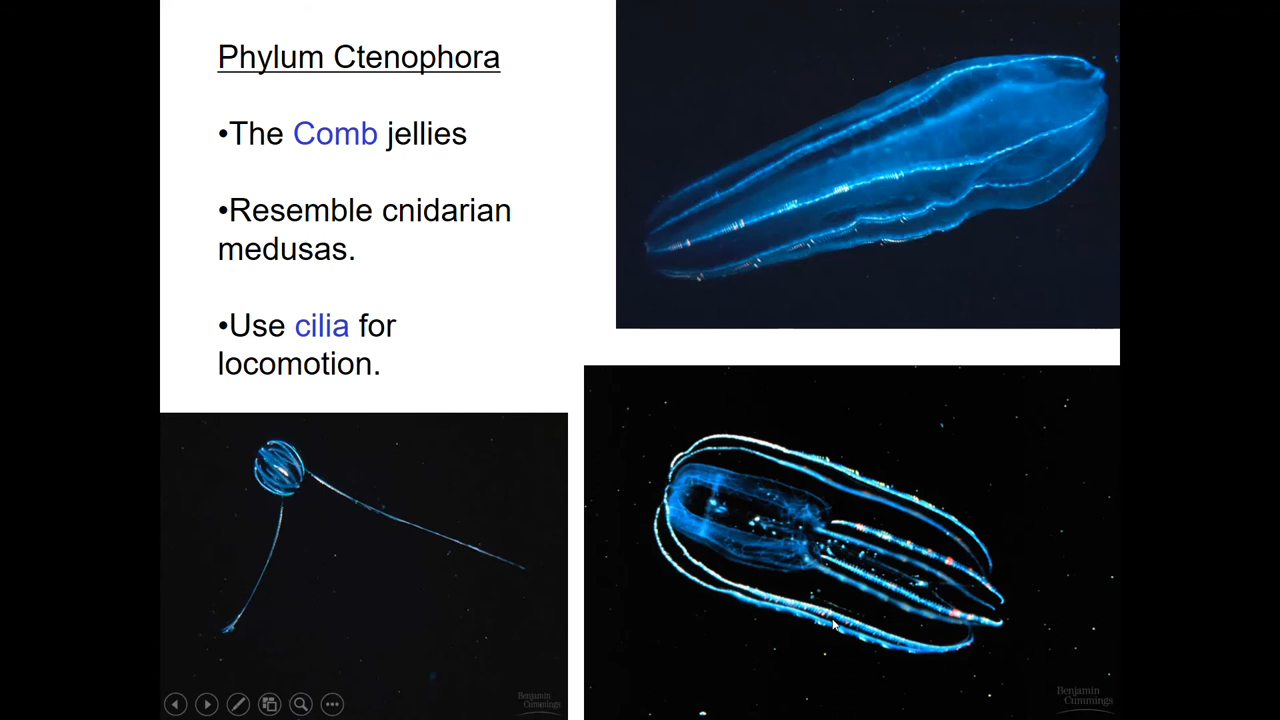 Phylum Ctenophora
•The Comb jellies
•Resemble cnidarian
medusas.
•Use cilia for
locomotion.
Benjamin
Cummings
Benjamin
Cummings